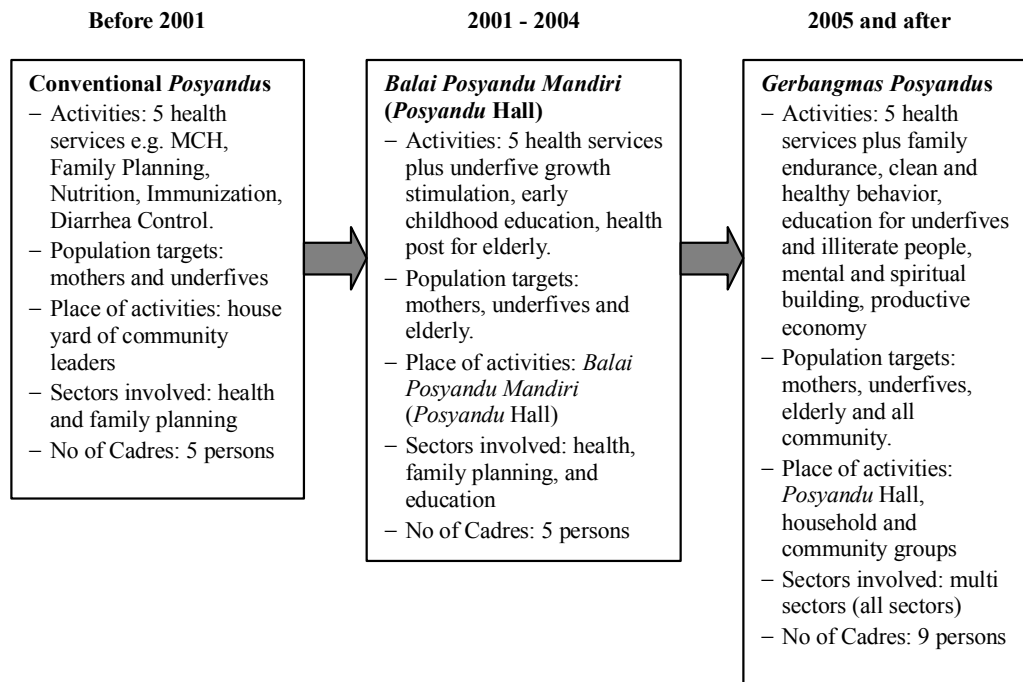 Before 2001
Conventional Posyandus
– Activities: 5 health
services e.g. MCH,
Family Planning,
Nutrition, Immunization,
Diarrhea Control.
– Population targets:
mothers and underfives
– Place of activities: house
yard of community
leaders
– Sectors involved: health
and family planning
– No of Cadres: 5 persons
2001 - 2004
Balai Posyandu Mandiri
(Posyandu Hall)
– Activities: 5 health services
plus underfive growth
stimulation, early
childhood education, health
post for elderly.
– Population targets:
mothers, underfives and
elderly.
– Place of activities: Balai
Posyandu Mandiri
(Posyandu Hall)
– Sectors involved: health,
family planning, and
education
– No of Cadres: 5 persons
2005 and after
Gerbangmas Posyandus
– Activities: 5 health
services plus family
endurance, clean and
healthy behavior,
education for underfives
and illiterate people,
mental and spiritual
building, productive
economy
– Population targets:
mothers, underfives,
elderly and all
community.
– Place of activities:
Posyandu Hall,
household and
community groups
– Sectors involved: multi
sectors (all sectors)
– No of Cadres: 9 persons